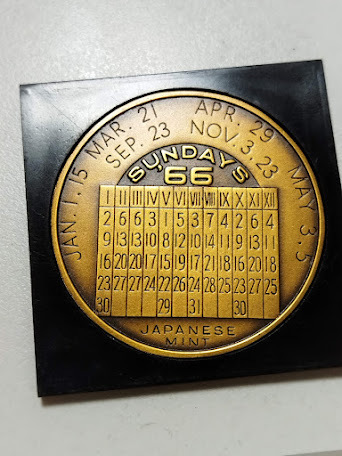 JAN. 1. 15 MAR. 21 APR. 29 MAY 3. 5
SEP. 23 NOV. 3. 23
SUNDAYS
'66
I II III IV V VI VII VIII IX X XI XII
2 6 6 3 1 5 3 7 4 2 6 4
9 13 13 10 8 12 10 14 11 9 13 11
16 20 20 17 15 19 17 21 18 16 20 18
23 27 27 24 22 26 24 28 25 23 27 25
30 29 31 30
JAPANESE
MINT